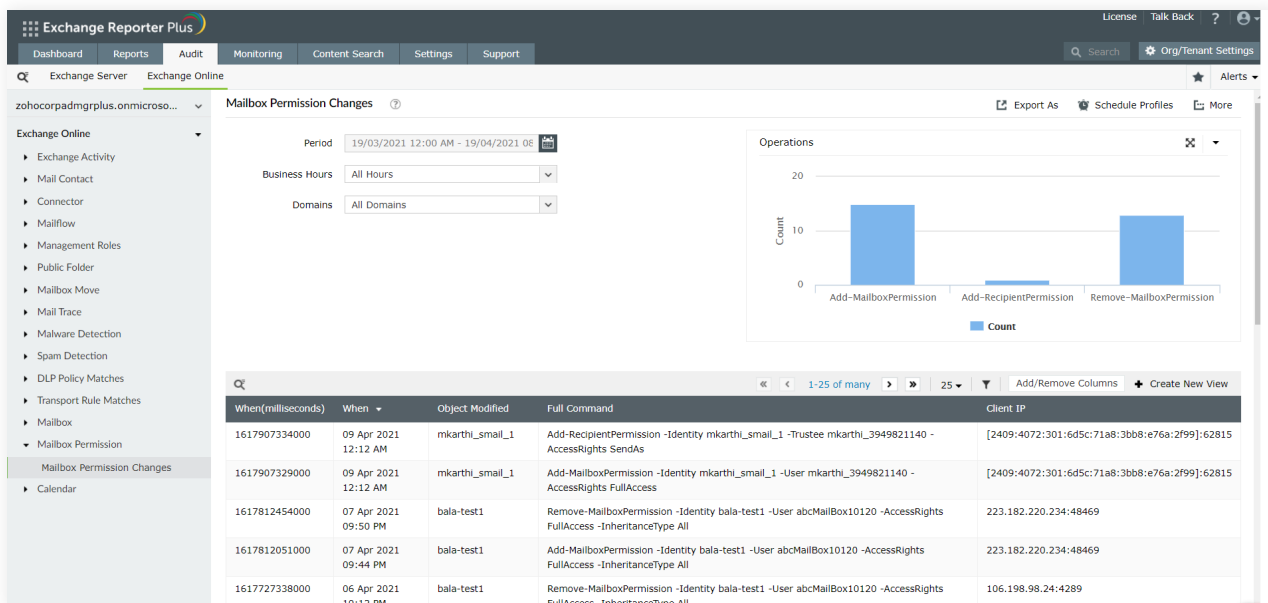 License Talk Back ?
Exchange Reporter Plus
Dashboard Reports Audit Monitoring Content Search Settings Support
Search Org/Tenant Settings
Exchange Server Exchange Online
Alerts
zohocorpadmgrplus.onmicroso...
Exchange Online
Exchange Activity
Mail Contact
Connector
Mailflow
Management Roles
Public Folder
Mailbox Move
Mail Trace
Malware Detection
Spam Detection
DLP Policy Matches
Transport Rule Matches
Mailbox
Mailbox Permission
Mailbox Permission Changes
Calendar
Mailbox Permission Changes ?
Export As Schedule Profiles More
Period 19/03/2021 12:00 AM - 19/04/2021 08
Business Hours All Hours
Domains All Domains
Operations
20
10
0
Count
Add-MailboxPermission Add-RecipientPermission Remove-MailboxPermission
Count
1-25 of many 25 Add/Remove Columns Create New View
When(milliseconds) When Object Modified Full Command Client IP
1617907334000 09 Apr 2021 mkarthi_smail_1 Add-RecipientPermission -Identity mkarthi_smail_1 -Trustee mkarthi_3949821140 - [2409:4072:301:6d5c:71a8:3bb8:e76a:2f99]:62815
12:12 AM AccessRights SendAs
1617907329000 09 Apr 2021 mkarthi_smail_1 Add-MailboxPermission -Identity mkarthi_smail_1 -User mkarthi_3949821140 - [2409:4072:301:6d5c:71a8:3bb8:e76a:2f99]:62815
12:12 AM AccessRights FullAccess
1617812454000 07 Apr 2021 bala-test1 Remove-MailboxPermission -Identity bala-test1 -User abcMailBox10120 -AccessRights 223.182.220.234:48469
09:50 PM FullAccess -InheritanceType All
1617812051000 07 Apr 2021 bala-test1 Add-MailboxPermission -Identity bala-test1 -User abcMailBox10120 -AccessRights 223.182.220.234:48469
09:44 PM FullAccess -InheritanceType All
1617727338000 06 Apr 2021 bala-test1 Remove-MailboxPermission -Identity bala-test1 -User abcMailBox10120 -AccessRights 106.198.98.24:4289
FullAccess -InheritanceType All